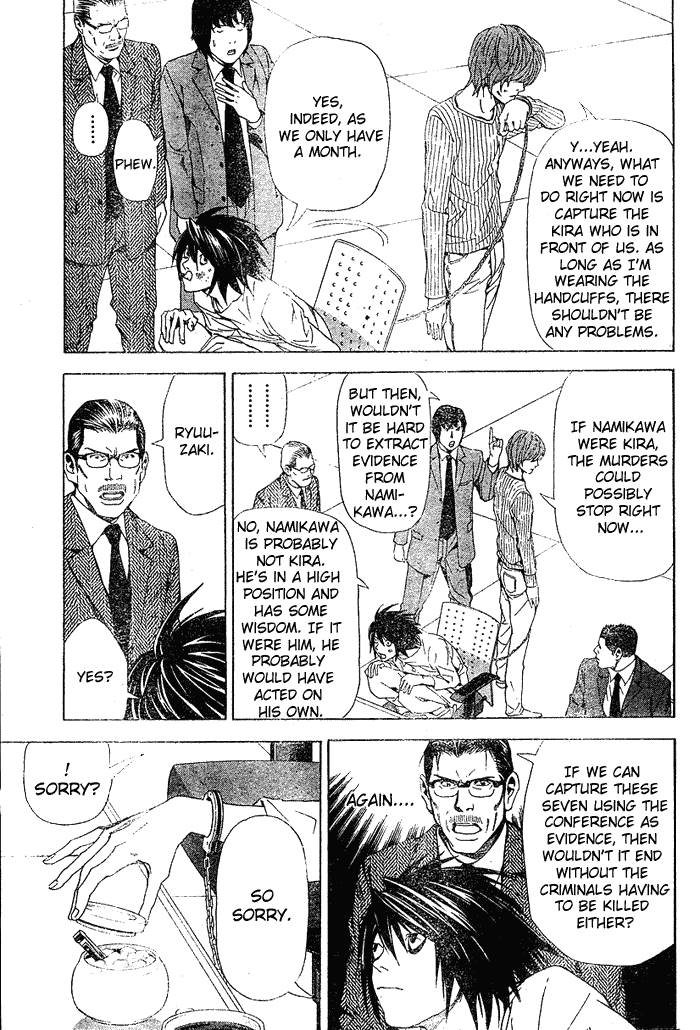 Y...YEAH.
ANYWAYS, WHAT
WE NEED TO
DO RIGHT NOW IS
CAPTURE THE
KIRA WHO IS IN
FRONT OF US. AS
LONG AS I'M
WEARING THE
HANDCUFFS, THERE
SHOULDN'T BE
ANY PROBLEMS.
YES,
INDEED, AS
WE ONLY HAVE
A MONTH.
......
PHEW.
IF NAMIKAWA
WERE KIRA,
THE MURDERS
COULD
POSSIBLY
STOP RIGHT
NOW...
BUT THEN,
WOULDN'T
IT BE HARD
TO EXTRACT
EVIDENCE
FROM
NAMI-
KAWA...?
NO, NAMIKAWA
IS PROBABLY
NOT KIRA.
HE'S IN A HIGH
POSITION AND
HAS SOME
WISDOM. IF IT
WERE HIM, HE
PROBABLY
WOULD HAVE
ACTED ON
HIS OWN.
.........
RYUU-
ZAKI.
YES?
IF WE CAN
CAPTURE THESE
SEVEN USING THE
CONFERENCE AS
EVIDENCE, THEN
WOULDN'T IT END
WITHOUT THE
CRIMINALS HAVING
TO BE KILLED
EITHER?
AGAIN....
!
SORRY?
SO
SORRY.